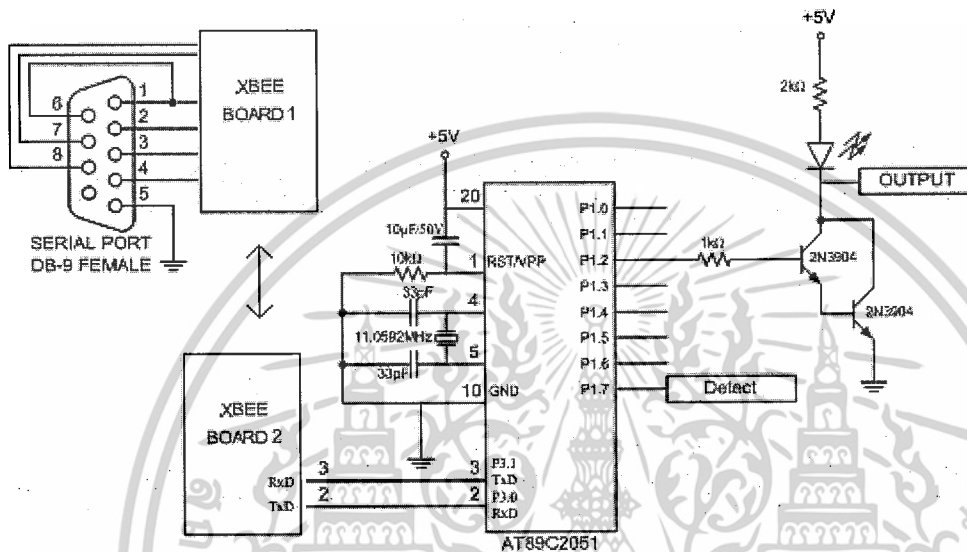 XBEE
BOARD 1
6
7
8
1
2
3
4
5
SERIAL PORT
DB-9 FEMALE
+5V
20
10μF/50V
1
RST/VPP
10kΩ
33pF
4
11.0592MHz
5
33pF
10
GND
XBEE
BOARD 2
RxD
3
3
P3.1
TxD
TxD
2
2
P3.0
RxD
AT89C2051
P1.0
P1.1
P1.2
P1.3
P1.4
P1.5
P1.6
P1.7
Detect
1kΩ
2N3904
2N3904
+5V
2kΩ
OUTPUT